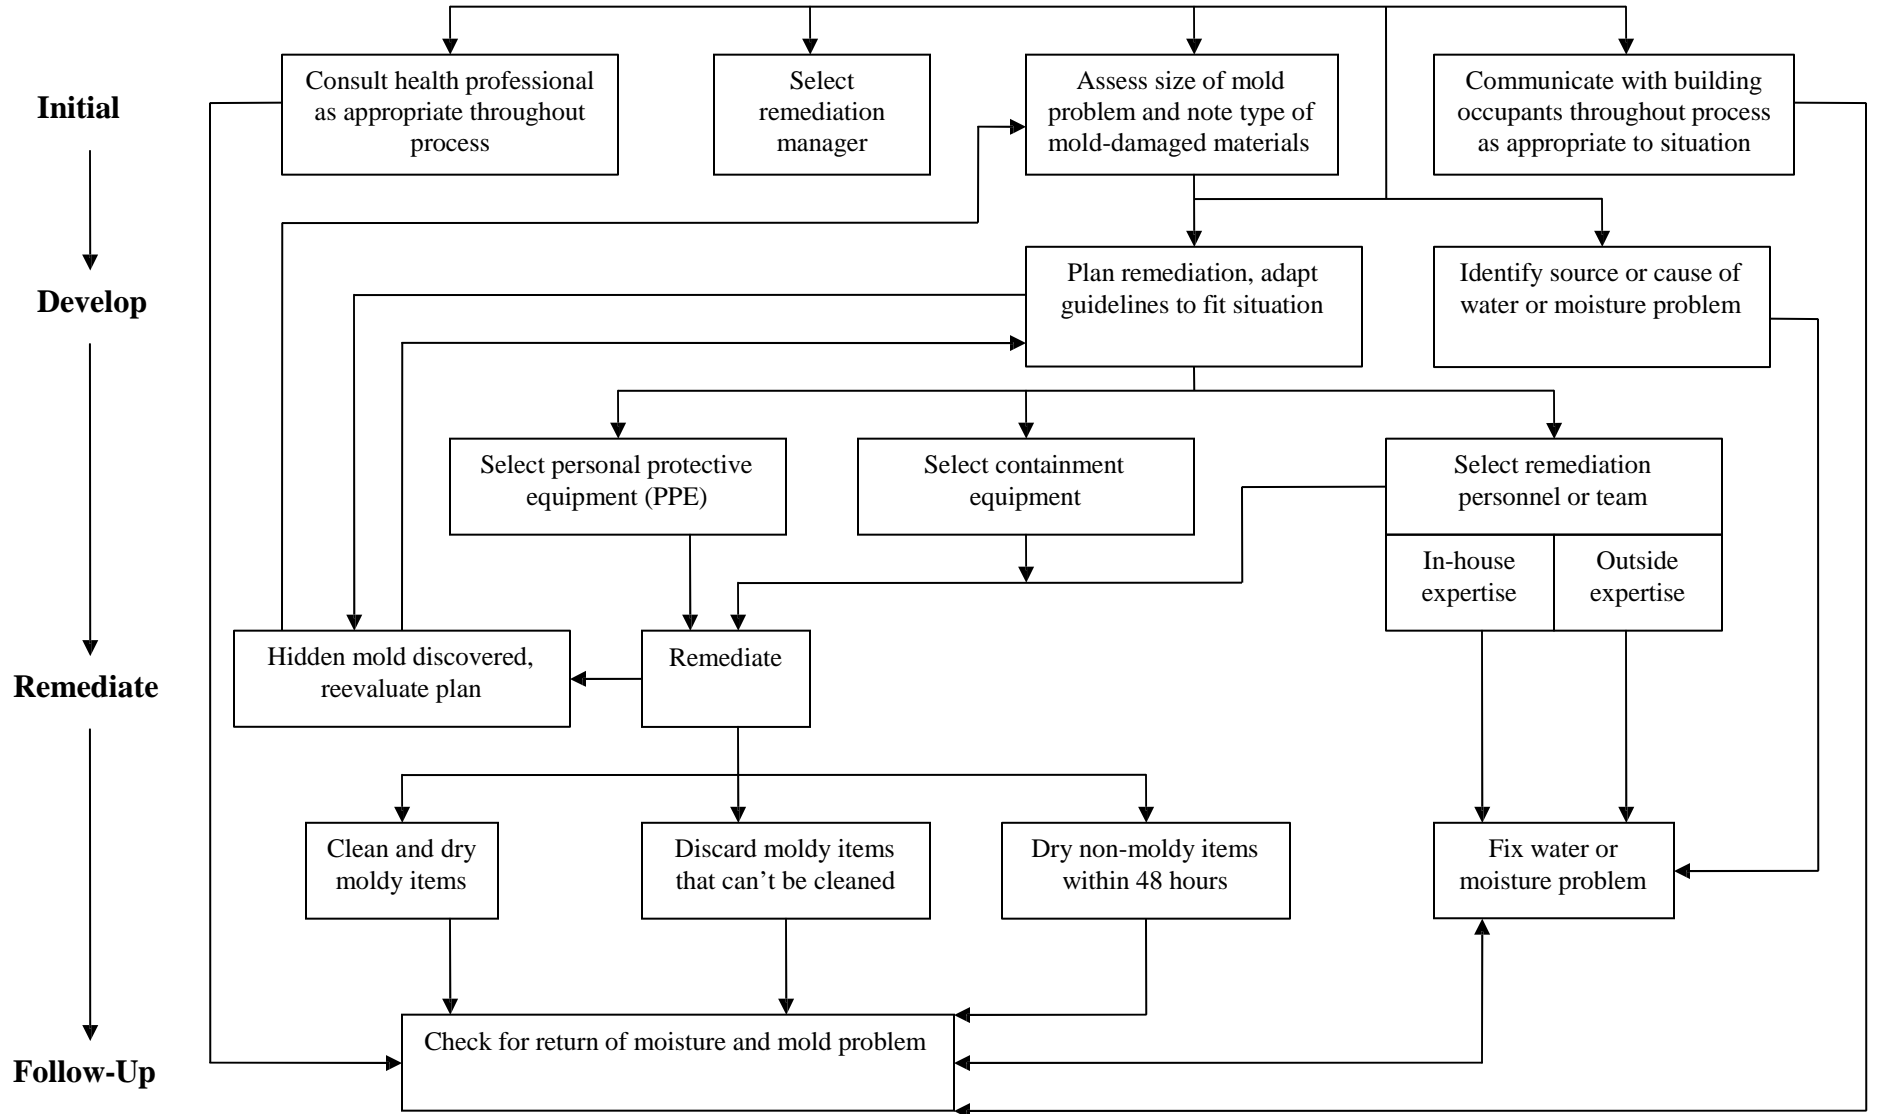 Initial
Consult health professional
as appropriate throughout
process
Select
remediation
manager
Assess size of mold
problem and note type of
mold-damaged materials
Communicate with building
occupants throughout process
as appropriate to situation
Develop
Plan remediation, adapt
guidelines to fit situation
Identify source or cause of
water or moisture problem
Select personal protective
equipment (PPE)
Select containment
equipment
Select remediation
personnel or team
In-house
expertise
Outside
expertise
Remediate
Hidden mold discovered,
reevaluate plan
Remediate
Clean and dry
moldy items
Discard moldy items
that can’t be cleaned
Dry non-moldy items
within 48 hours
Fix water or
moisture problem
Follow-Up
Check for return of moisture and mold problem